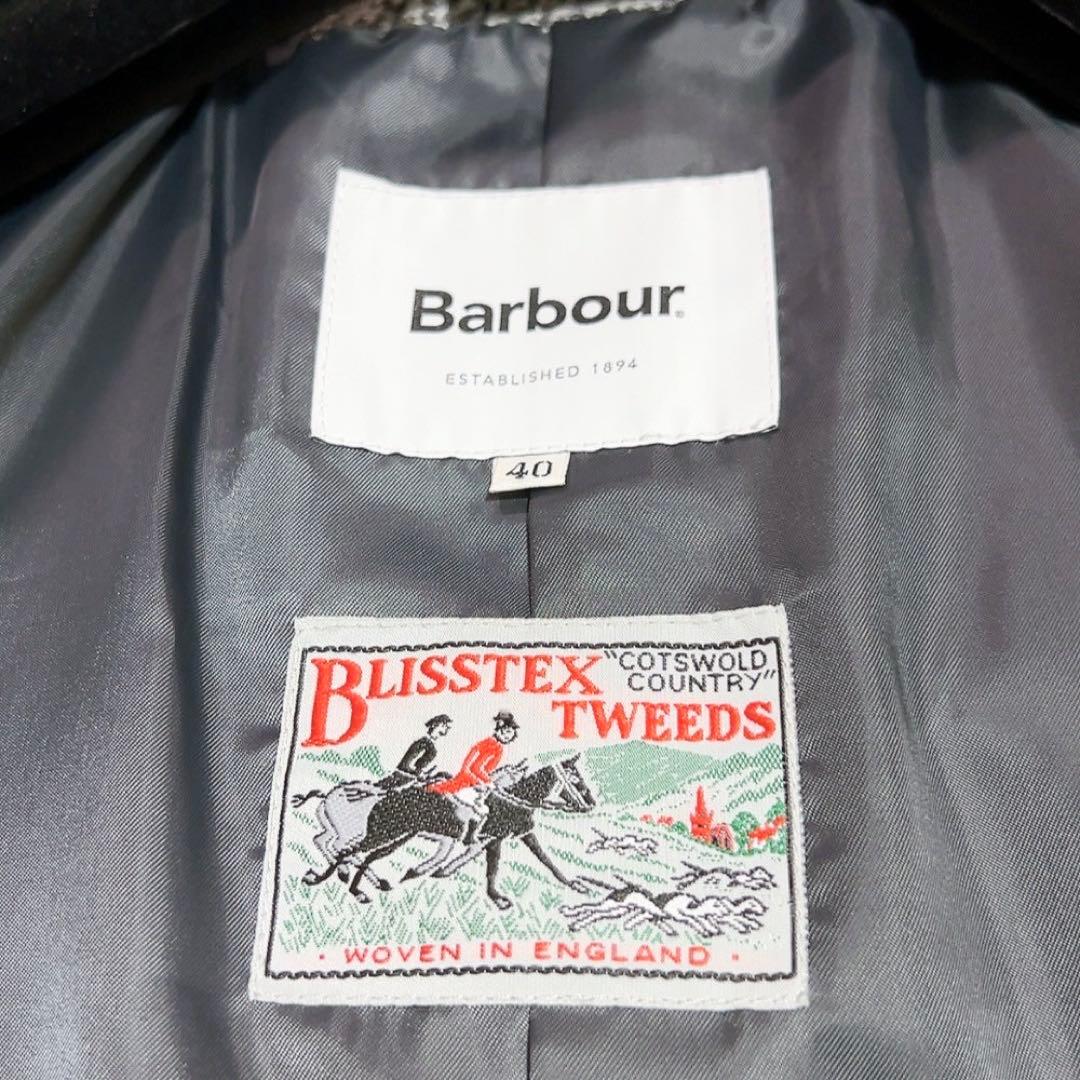 Barbour®
ESTABLISHED 1894
40
BLISSTEX "COTSWOLD
COUNTRY"
TWEEDS
· WOVEN IN ENGLAND ·